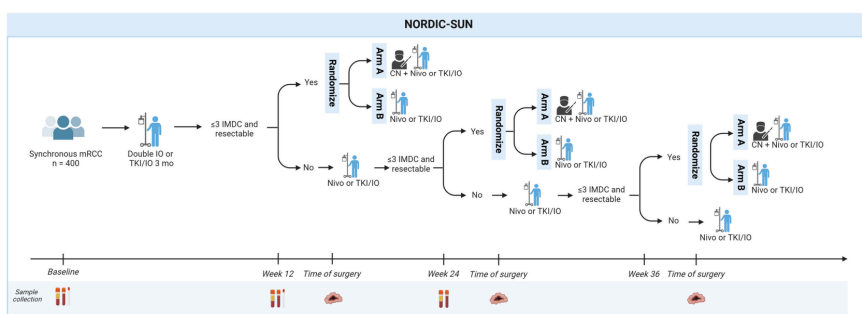 NORDIC-SUN
Synchronous mRCC
n = 400
Double IO or
TKI/IO 3 mo
≤3 IMDC and
resectable
Yes
No
Randomize
Arm A
CN + Nivo or TKI/IO
Arm B
Nivo or TKI/IO
Nivo or TKI/IO
≤3 IMDC and
resectable
Yes
No
Randomize
Arm A
CN + Nivo or TKI/IO
Arm B
Nivo or TKI/IO
Nivo or TKI/IO
≤3 IMDC and
resectable
Yes
No
Randomize
Arm A
CN + Nivo or TKI/IO
Arm B
Nivo or TKI/IO
Nivo or TKI/IO
Baseline
Week 12
Time of surgery
Week 24
Time of surgery
Week 36
Time of surgery
Sample
collection